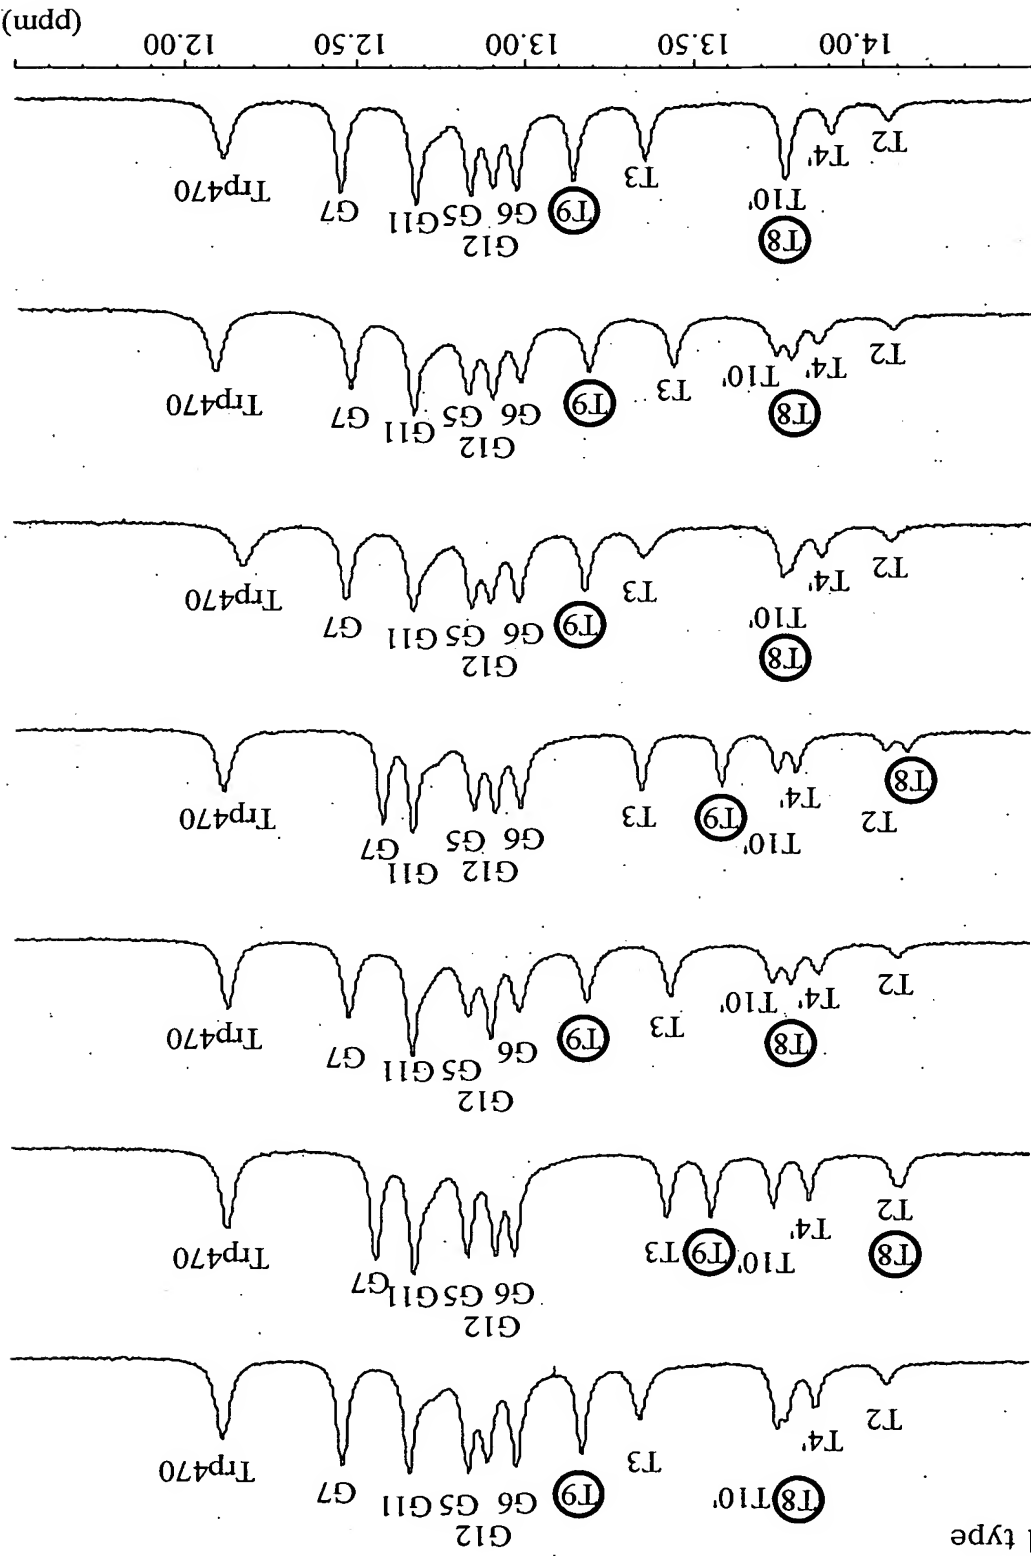 type
G12
T8 T10' T9 G6 G5 G11 G7 Trp470
T2 T4' T3
G12
T8 T10' T9 T3 G6 G5 G11 G7 Trp470
T2 T4'
G12
T8 T9 G6 G5 G11 G7 Trp470
T2 T4' T10' T3
G12 G11
T2 T10' T9 G6 G5 G7 Trp470
T8 T4' T3
T8 G12
T10' T9 G6 G5 G11 G7 Trp470
T2 T4' T3
G12
T8 T9 G6 G5 G11 G7 Trp470
T2 T4' T10' T3
T8 G12
T10' T9 G6 G5 G11 G7 Trp470
T2 T4' T3
14.00 13.50 13.00 12.50 12.00
(ppm)